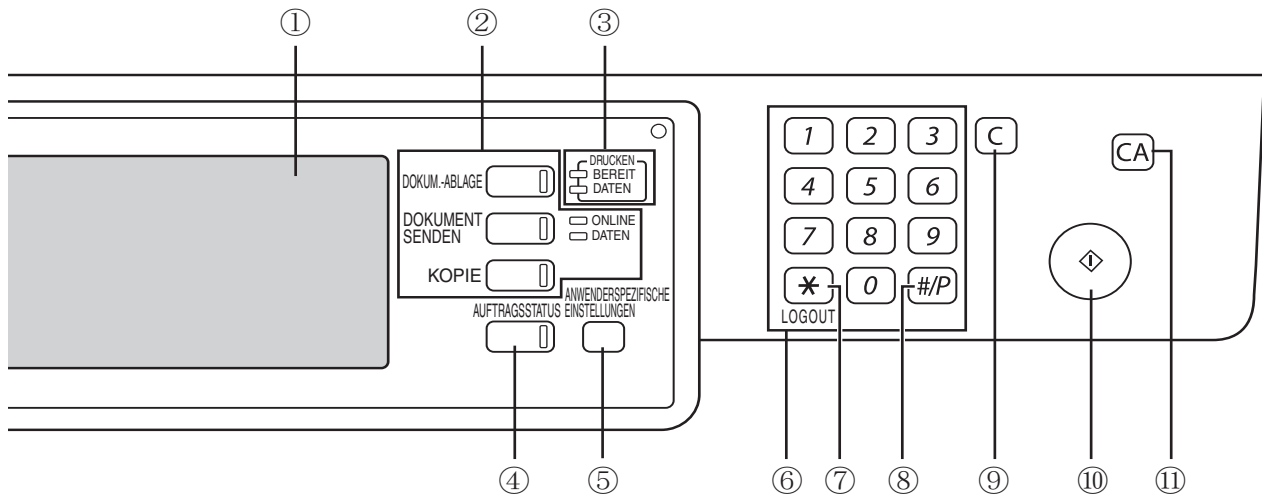 ① ② ③
DRUCKEN
BEREIT
DATEN
DOKUM.-ABLAGE
DOKUMENT
SENDEN
ONLINE
DATEN
KOPIE
AUFTRAGSSTATUS
ANWENDERSPEZIFISCHE
EINSTELLUNGEN
1 2 3
4 5 6
7 8 9
* 0 #/P
LOGOUT
C
CA
④ ⑤ ⑥ ⑦ ⑧ ⑨ ⑩ ⑪